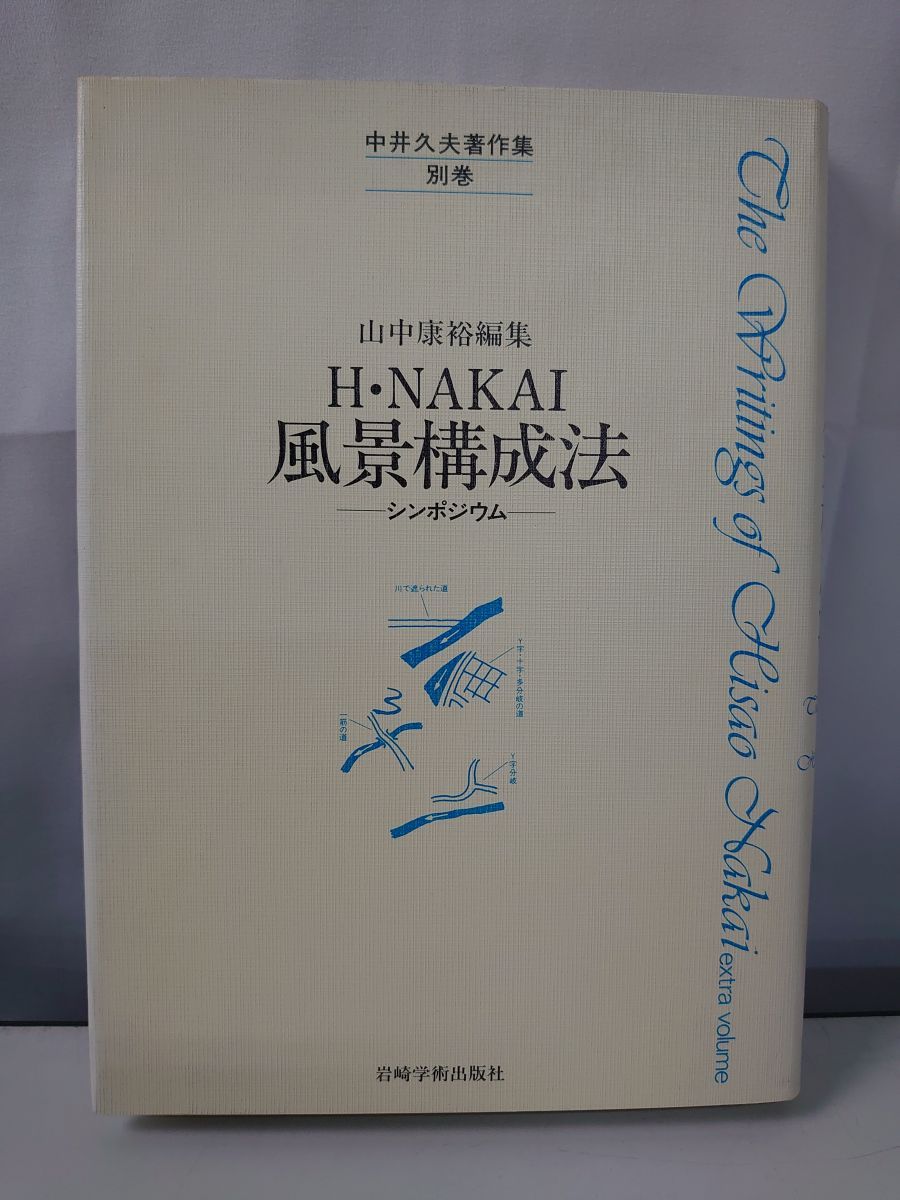 中井久夫著作集
別巻
山中康裕編集
H・NAKAI
風景構成法
シンポジウム
川で遮られた道
Y字・十字・多分岐の道
一筋の道
Y字分岐
岩崎学術出版社
The Writings of Hisao Nakai extra volume